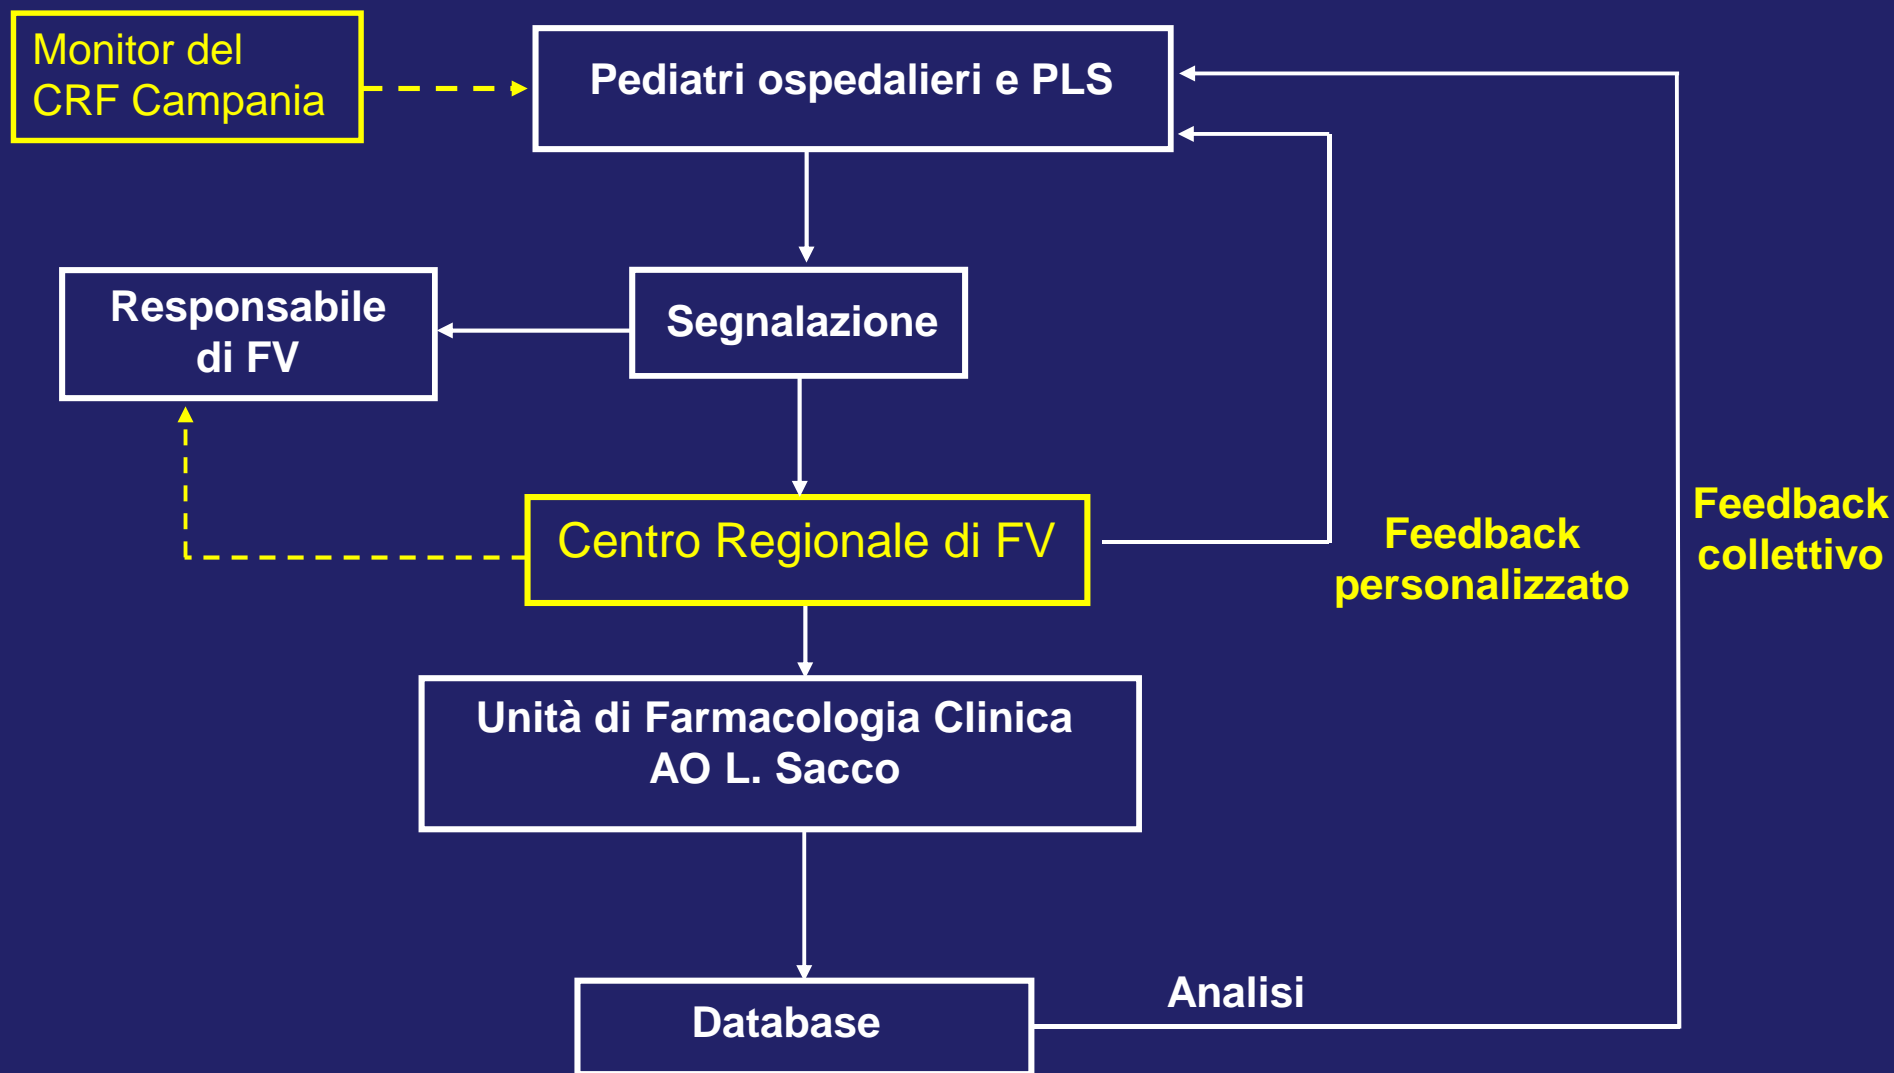 Monitor del
CRF Campania
Pediatri ospedalieri e PLS
Responsabile
di FV
Segnalazione
Centro Regionale di FV
Feedback
personalizzato
Feedback
collettivo
Unità di Farmacologia Clinica
AO L. Sacco
Analisi
Database